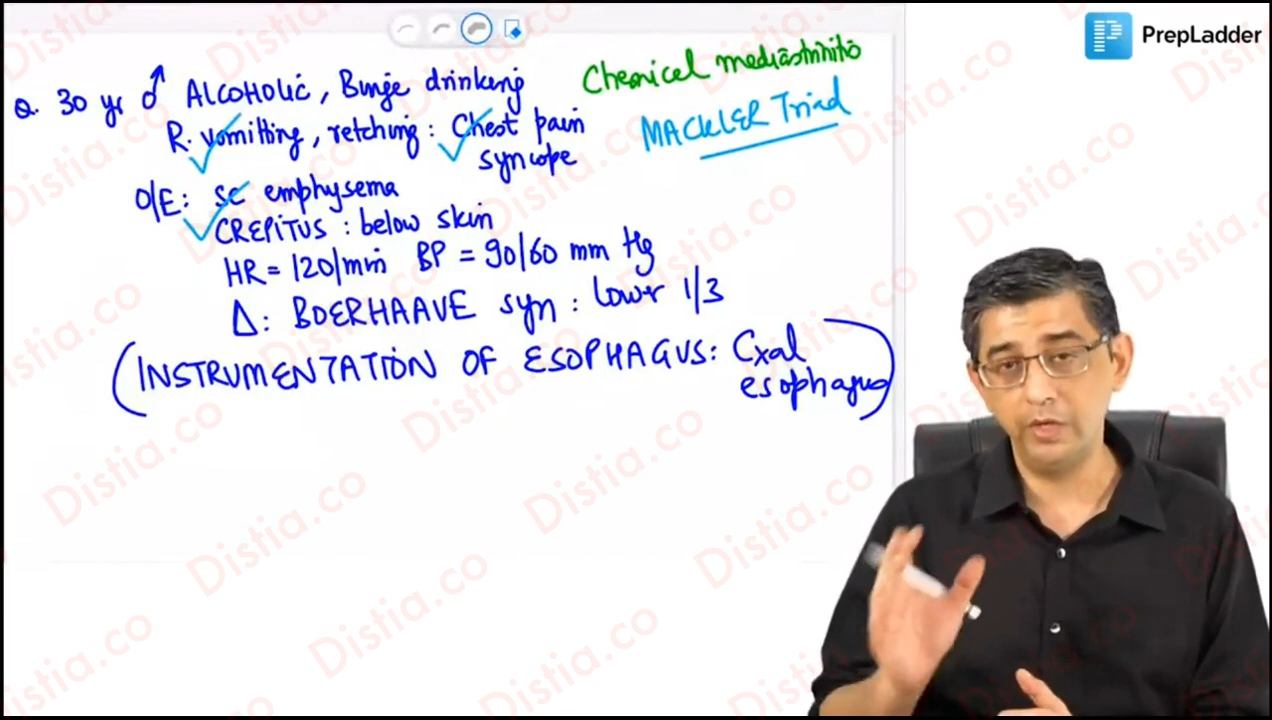 PrepLadder
Chemical mediastinitis
Q. 30 yr ♂ ALCOHOLIC, Binge drinking
MACKLER Triad
R. vomitting, retching : Chest pain
syncope
O/E: SC emphysema
CREPITUS : below skin
HR = 120/min BP = 90/60 mm Hg
Δ: BOERHAAVE syn : Lower 1/3
(INSTRUMENTATION OF ESOPHAGUS: Cxal
esophagus)
Distia.co